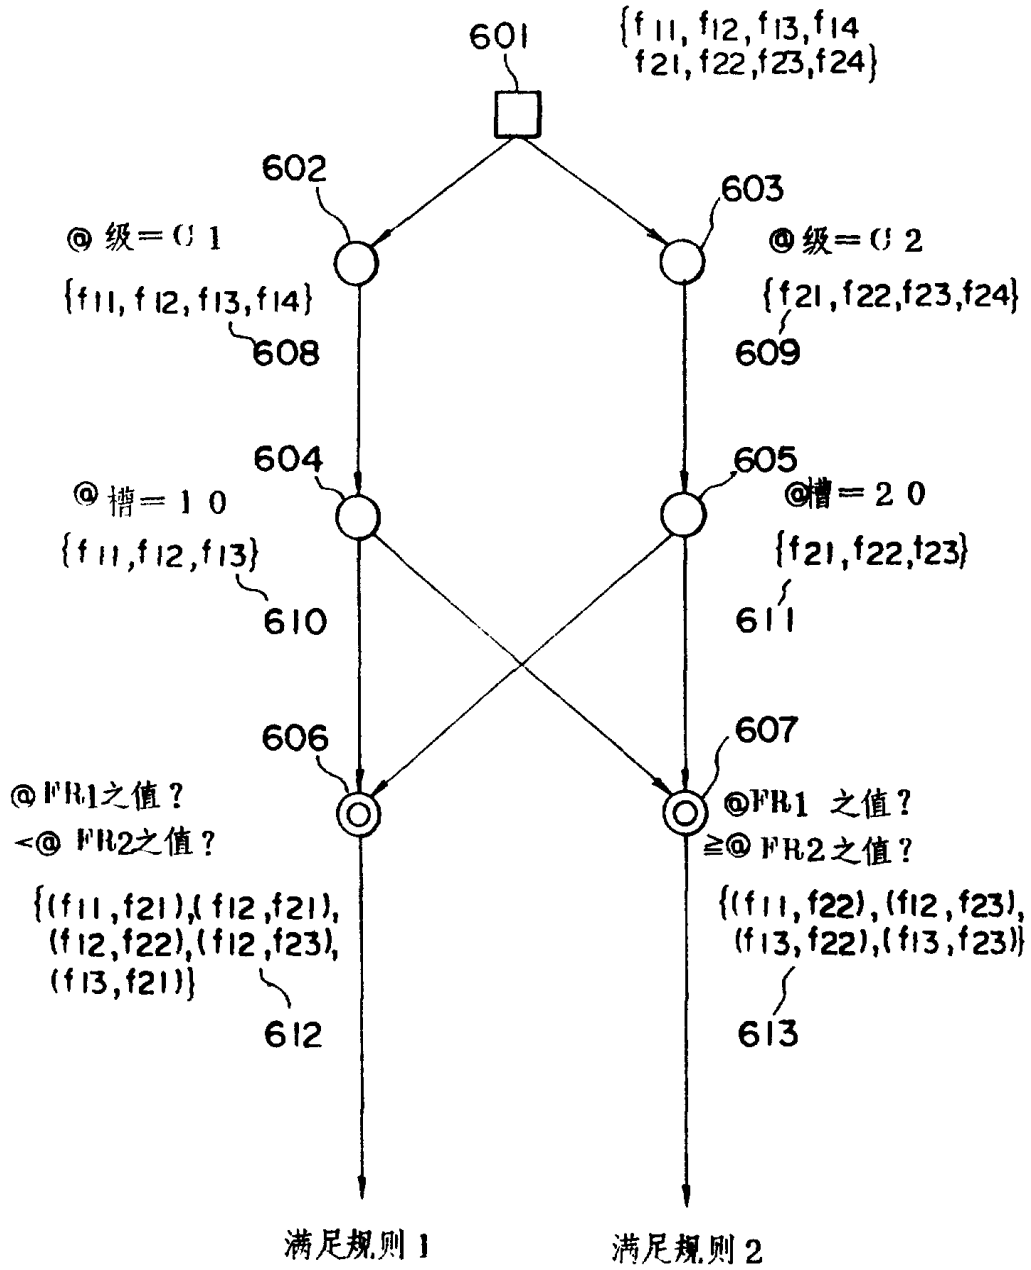 601
{f11, f12, f13, f14
f21, f22, f23, f24}
602
603
@级=C1
@级=C2
{f11, f12, f13, f14}
{f21, f22, f23, f24}
608
609
604
605
@槽=10
@槽=20
{f11, f12, f13}
{f21, f22, f23}
610
611
606
607
@FR1之值?
<@ FR2之值?
@FR1 之值?
≧@ FR2之值?
{(f11, f21), (f12, f21),
(f12, f22), (f12, f23),
(f13, f21)}
{(f11, f22), (f12, f23),
(f13, f22), (f13, f23)}
612
613
满足规则1
满足规则2